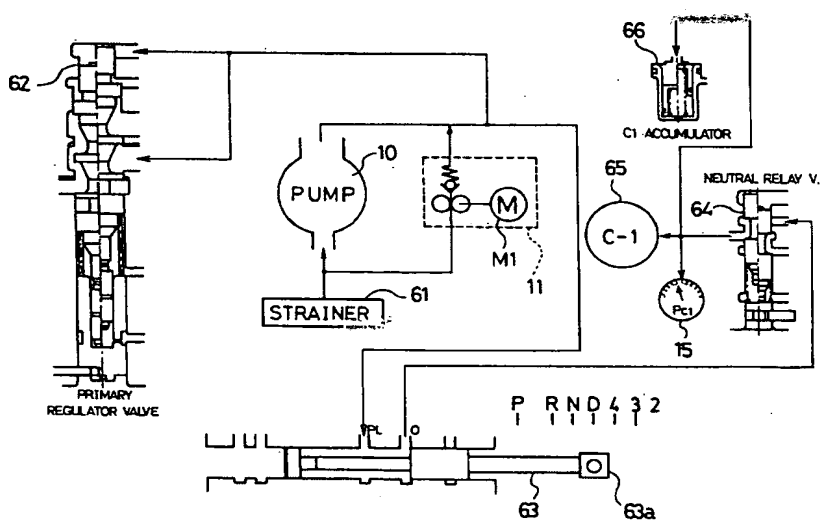 66
62
C1 ACCUMULATOR
10
65
NEUTRAL RELAY V.
64
PUMP
M
C-1
M1
61
11
STRAINER
PC1
15
PRIMARY
REGULATOR VALVE
P R N D 4 3 2
PL
O
63
63a